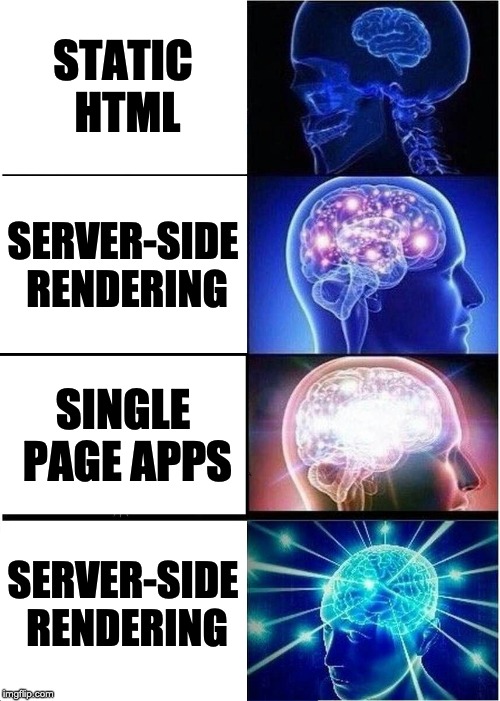 STATIC
HTML
SERVER-SIDE
RENDERING
SINGLE
PAGE APPS
SERVER-SIDE
RENDERING
imgflip.com